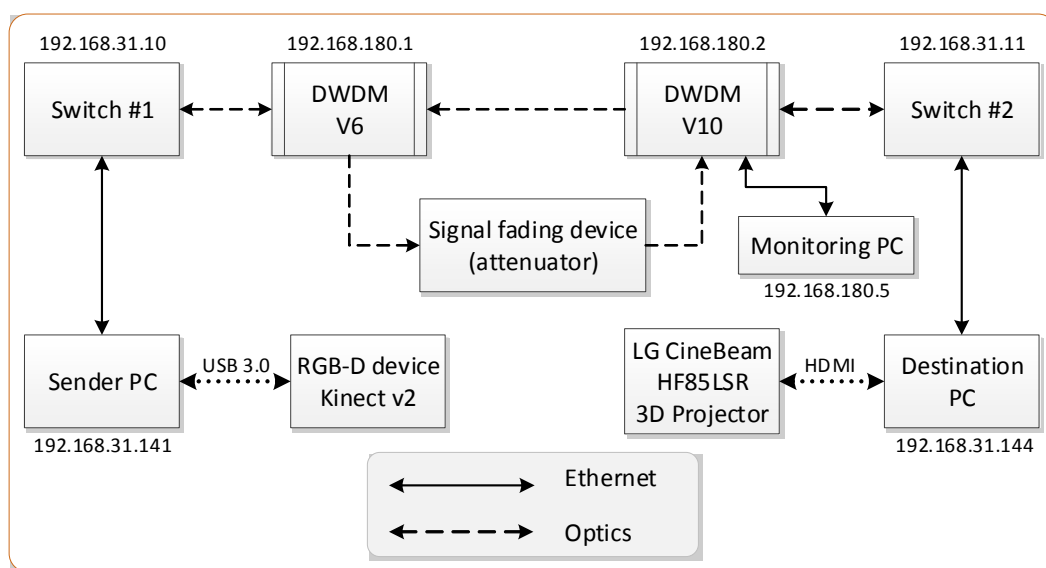 192.168.31.10
192.168.180.1
192.168.180.2
192.168.31.11
Switch #1
DWDM
V6
DWDM
V10
Switch #2
Signal fading device
(attenuator)
Monitoring PC
192.168.180.5
Sender PC
USB 3.0
RGB-D device
Kinect v2
LG CineBeam
HF85LSR
3D Projector
HDMI
Destination
PC
192.168.31.141
192.168.31.144
Ethernet
Optics